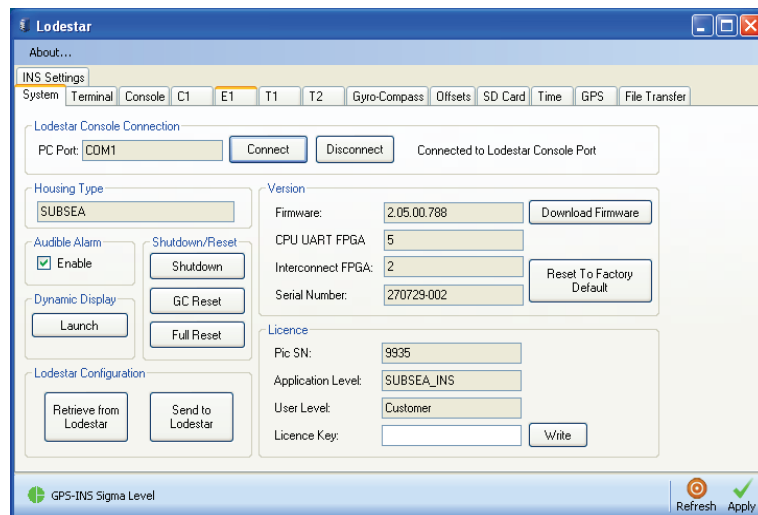 Lodestar
About...
INS Settings
System Terminal Console C1 E1 T1 T2 Gyro-Compass Offsets SD Card Time GPS File Transfer
Lodestar Console Connection
PC Port: COM1 Connect Disconnect Connected to Lodestar Console Port
Housing Type
SUBSEA
Audible Alarm
Enable
Shutdown/Reset
Shutdown
GC Reset
Full Reset
Dynamic Display
Launch
Lodestar Configuration
Retrieve from
Lodestar
Send to
Lodestar
Version
Firmware: 2.05.00.788 Download Firmware
CPU UART FPGA 5
Interconnect FPGA: 2
Serial Number: 270729-002
Reset To Factory
Default
Licence
Pic SN: 9935
Application Level: SUBSEA_INS
User Level: Customer
Licence Key: Write
GPS-INS Sigma Level
Refresh Apply